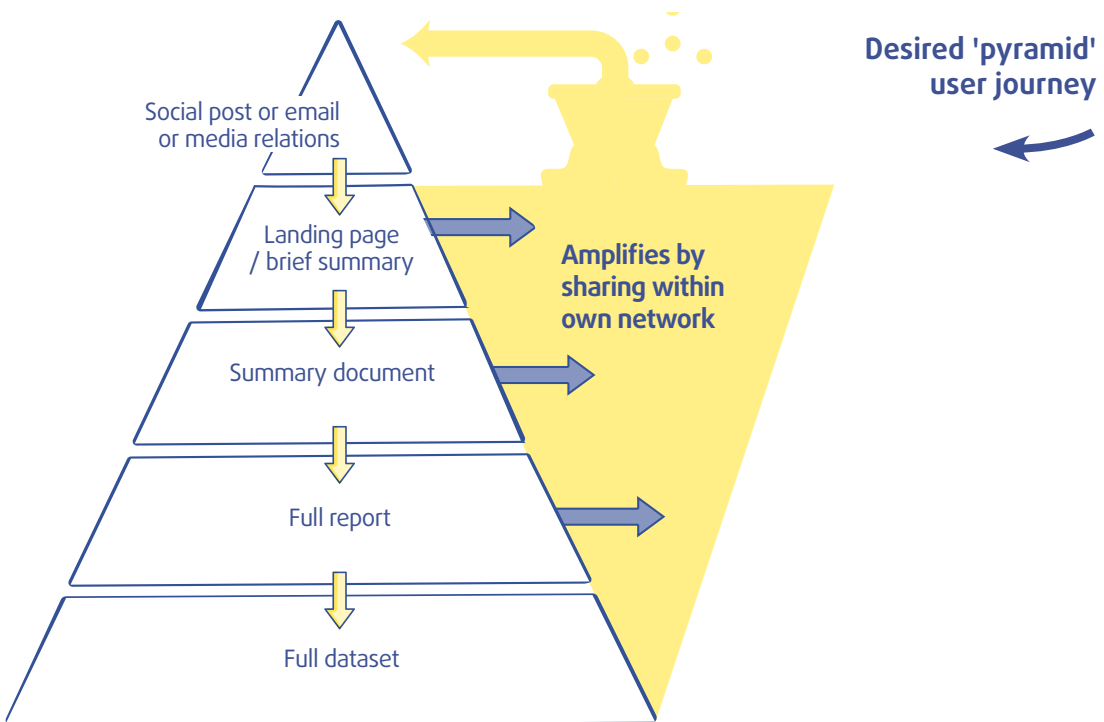 Desired 'pyramid'
user journey
Social post or email
or media relations
Landing page
/ brief summary
Amplifies by
sharing within
own network
Summary document
Full report
Full dataset